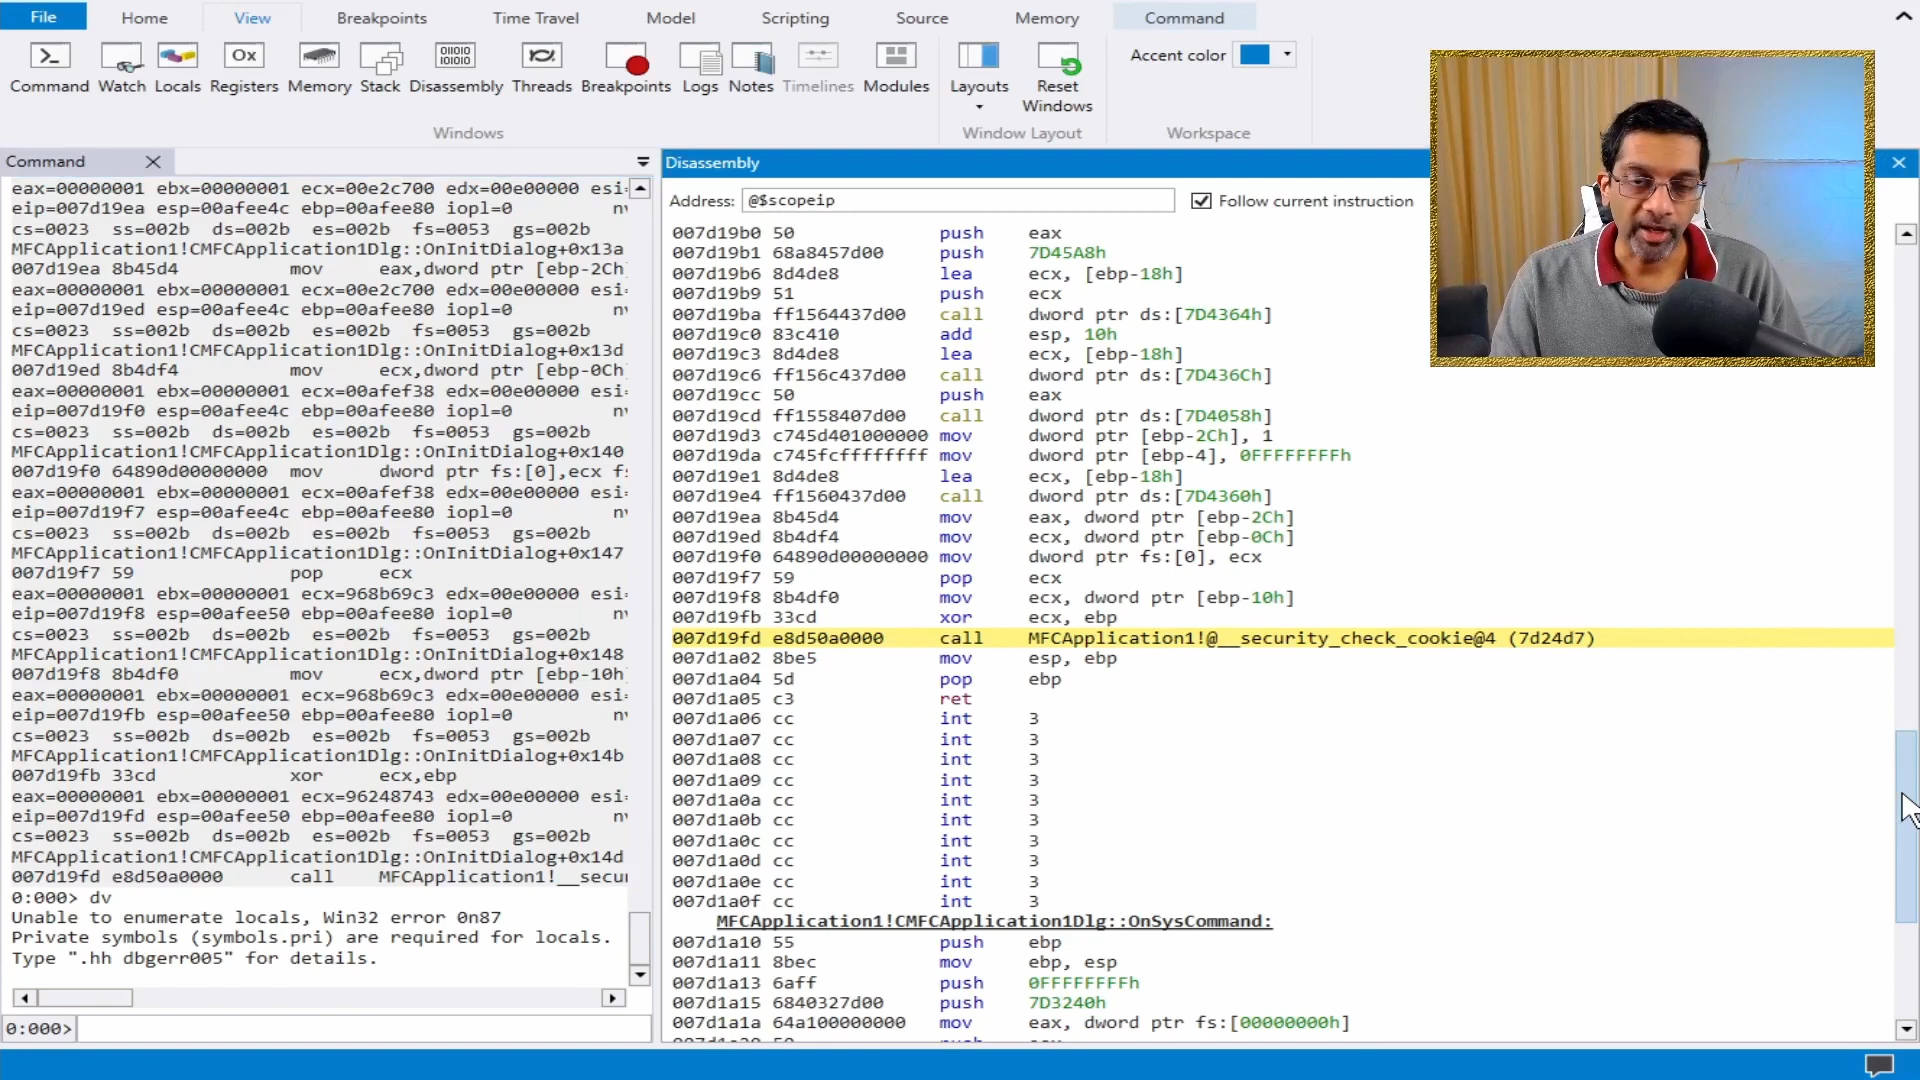 File Home View Breakpoints Time Travel Model Scripting Source Memory Command
Command Watch Locals Registers Memory Stack Disassembly Threads Breakpoints Logs Notes Timelines Modules Layouts Reset Windows Accent color
Windows Window Layout Workspace
Command
eax=00000001 ebx=00000001 ecx=00e2c700 edx=00e00000 esi=
eip=007d19ea esp=00afee4c ebp=00afee80 iopl=0 nv
cs=0023 ss=002b ds=002b es=002b fs=0053 gs=002b
MFCApplication1!CMFCApplication1Dlg::OnInitDialog+0x13a
007d19ea 8b45d4 mov eax,dword ptr [ebp-2Ch]
eax=00000001 ebx=00000001 ecx=00e2c700 edx=00e00000 esi=
eip=007d19ed esp=00afee4c ebp=00afee80 iopl=0 nv
cs=0023 ss=002b ds=002b es=002b fs=0053 gs=002b
MFCApplication1!CMFCApplication1Dlg::OnInitDialog+0x13d
007d19ed 8b4df4 mov ecx,dword ptr [ebp-0Ch]
eax=00000001 ebx=00000001 ecx=00afef38 edx=00e00000 esi=
eip=007d19f0 esp=00afee4c ebp=00afee80 iopl=0 nv
cs=0023 ss=002b ds=002b es=002b fs=0053 gs=002b
MFCApplication1!CMFCApplication1Dlg::OnInitDialog+0x140
007d19f0 64890d00000000 mov dword ptr fs:[0],ecx fs
eax=00000001 ebx=00000001 ecx=00afef38 edx=00e00000 esi=
eip=007d19f7 esp=00afee4c ebp=00afee80 iopl=0 nv
cs=0023 ss=002b ds=002b es=002b fs=0053 gs=002b
MFCApplication1!CMFCApplication1Dlg::OnInitDialog+0x147
007d19f7 59 pop ecx
eax=00000001 ebx=00000001 ecx=968b69c3 edx=00e00000 esi=
eip=007d19f8 esp=00afee50 ebp=00afee80 iopl=0 nv
cs=0023 ss=002b ds=002b es=002b fs=0053 gs=002b
MFCApplication1!CMFCApplication1Dlg::OnInitDialog+0x148
007d19f8 8b4df0 mov ecx,dword ptr [ebp-10h]
eax=00000001 ebx=00000001 ecx=968b69c3 edx=00e00000 esi=
eip=007d19fb esp=00afee50 ebp=00afee80 iopl=0 nv
cs=0023 ss=002b ds=002b es=002b fs=0053 gs=002b
MFCApplication1!CMFCApplication1Dlg::OnInitDialog+0x14b
007d19fb 33cd xor ecx,ebp
eax=00000001 ebx=00000001 ecx=96248743 edx=00e00000 esi=
eip=007d19fd esp=00afee50 ebp=00afee80 iopl=0 nv
cs=0023 ss=002b ds=002b es=002b fs=0053 gs=002b
MFCApplication1!CMFCApplication1Dlg::OnInitDialog+0x14d
007d19fd e8d50a0000 call MFCApplication1!__secur
0:000> dv
Unable to enumerate locals, Win32 error 0n87
Private symbols (symbols.pri) are required for locals.
Type ".hh dbgerr005" for details.
0:000>
Disassembly
Address: @$scopeip Follow current instruction
007d19b0 50 push eax
007d19b1 68a8457d00 push 7D45A8h
007d19b6 8d4de8 lea ecx, [ebp-18h]
007d19b9 51 push ecx
007d19ba ff1564437d00 call dword ptr ds:[7D4364h]
007d19c0 83c410 add esp, 10h
007d19c3 8d4de8 lea ecx, [ebp-18h]
007d19c6 ff156c437d00 call dword ptr ds:[7D436Ch]
007d19cc 50 push eax
007d19cd ff1558407d00 call dword ptr ds:[7D4058h]
007d19d3 c745d401000000 mov dword ptr [ebp-2Ch], 1
007d19da c745fcffffffff mov dword ptr [ebp-4], 0FFFFFFFFh
007d19e1 8d4de8 lea ecx, [ebp-18h]
007d19e4 ff1560437d00 call dword ptr ds:[7D4360h]
007d19ea 8b45d4 mov eax, dword ptr [ebp-2Ch]
007d19ed 8b4df4 mov ecx, dword ptr [ebp-0Ch]
007d19f0 64890d00000000 mov dword ptr fs:[0], ecx
007d19f7 59 pop ecx
007d19f8 8b4df0 mov ecx, dword ptr [ebp-10h]
007d19fb 33cd xor ecx, ebp
007d19fd e8d50a0000 call MFCApplication1!@__security_check_cookie@4 (7d24d7)
007d1a02 8be5 mov esp, ebp
007d1a04 5d pop ebp
007d1a05 c3 ret
007d1a06 cc int 3
007d1a07 cc int 3
007d1a08 cc int 3
007d1a09 cc int 3
007d1a0a cc int 3
007d1a0b cc int 3
007d1a0c cc int 3
007d1a0d cc int 3
007d1a0e cc int 3
007d1a0f cc int 3
MFCApplication1!CMFCApplication1Dlg::OnSysCommand:
007d1a10 55 push ebp
007d1a11 8bec mov ebp, esp
007d1a13 6aff push 0FFFFFFFFh
007d1a15 6840327d00 push 7D3240h
007d1a1a 64a100000000 mov eax, dword ptr fs:[00000000h]